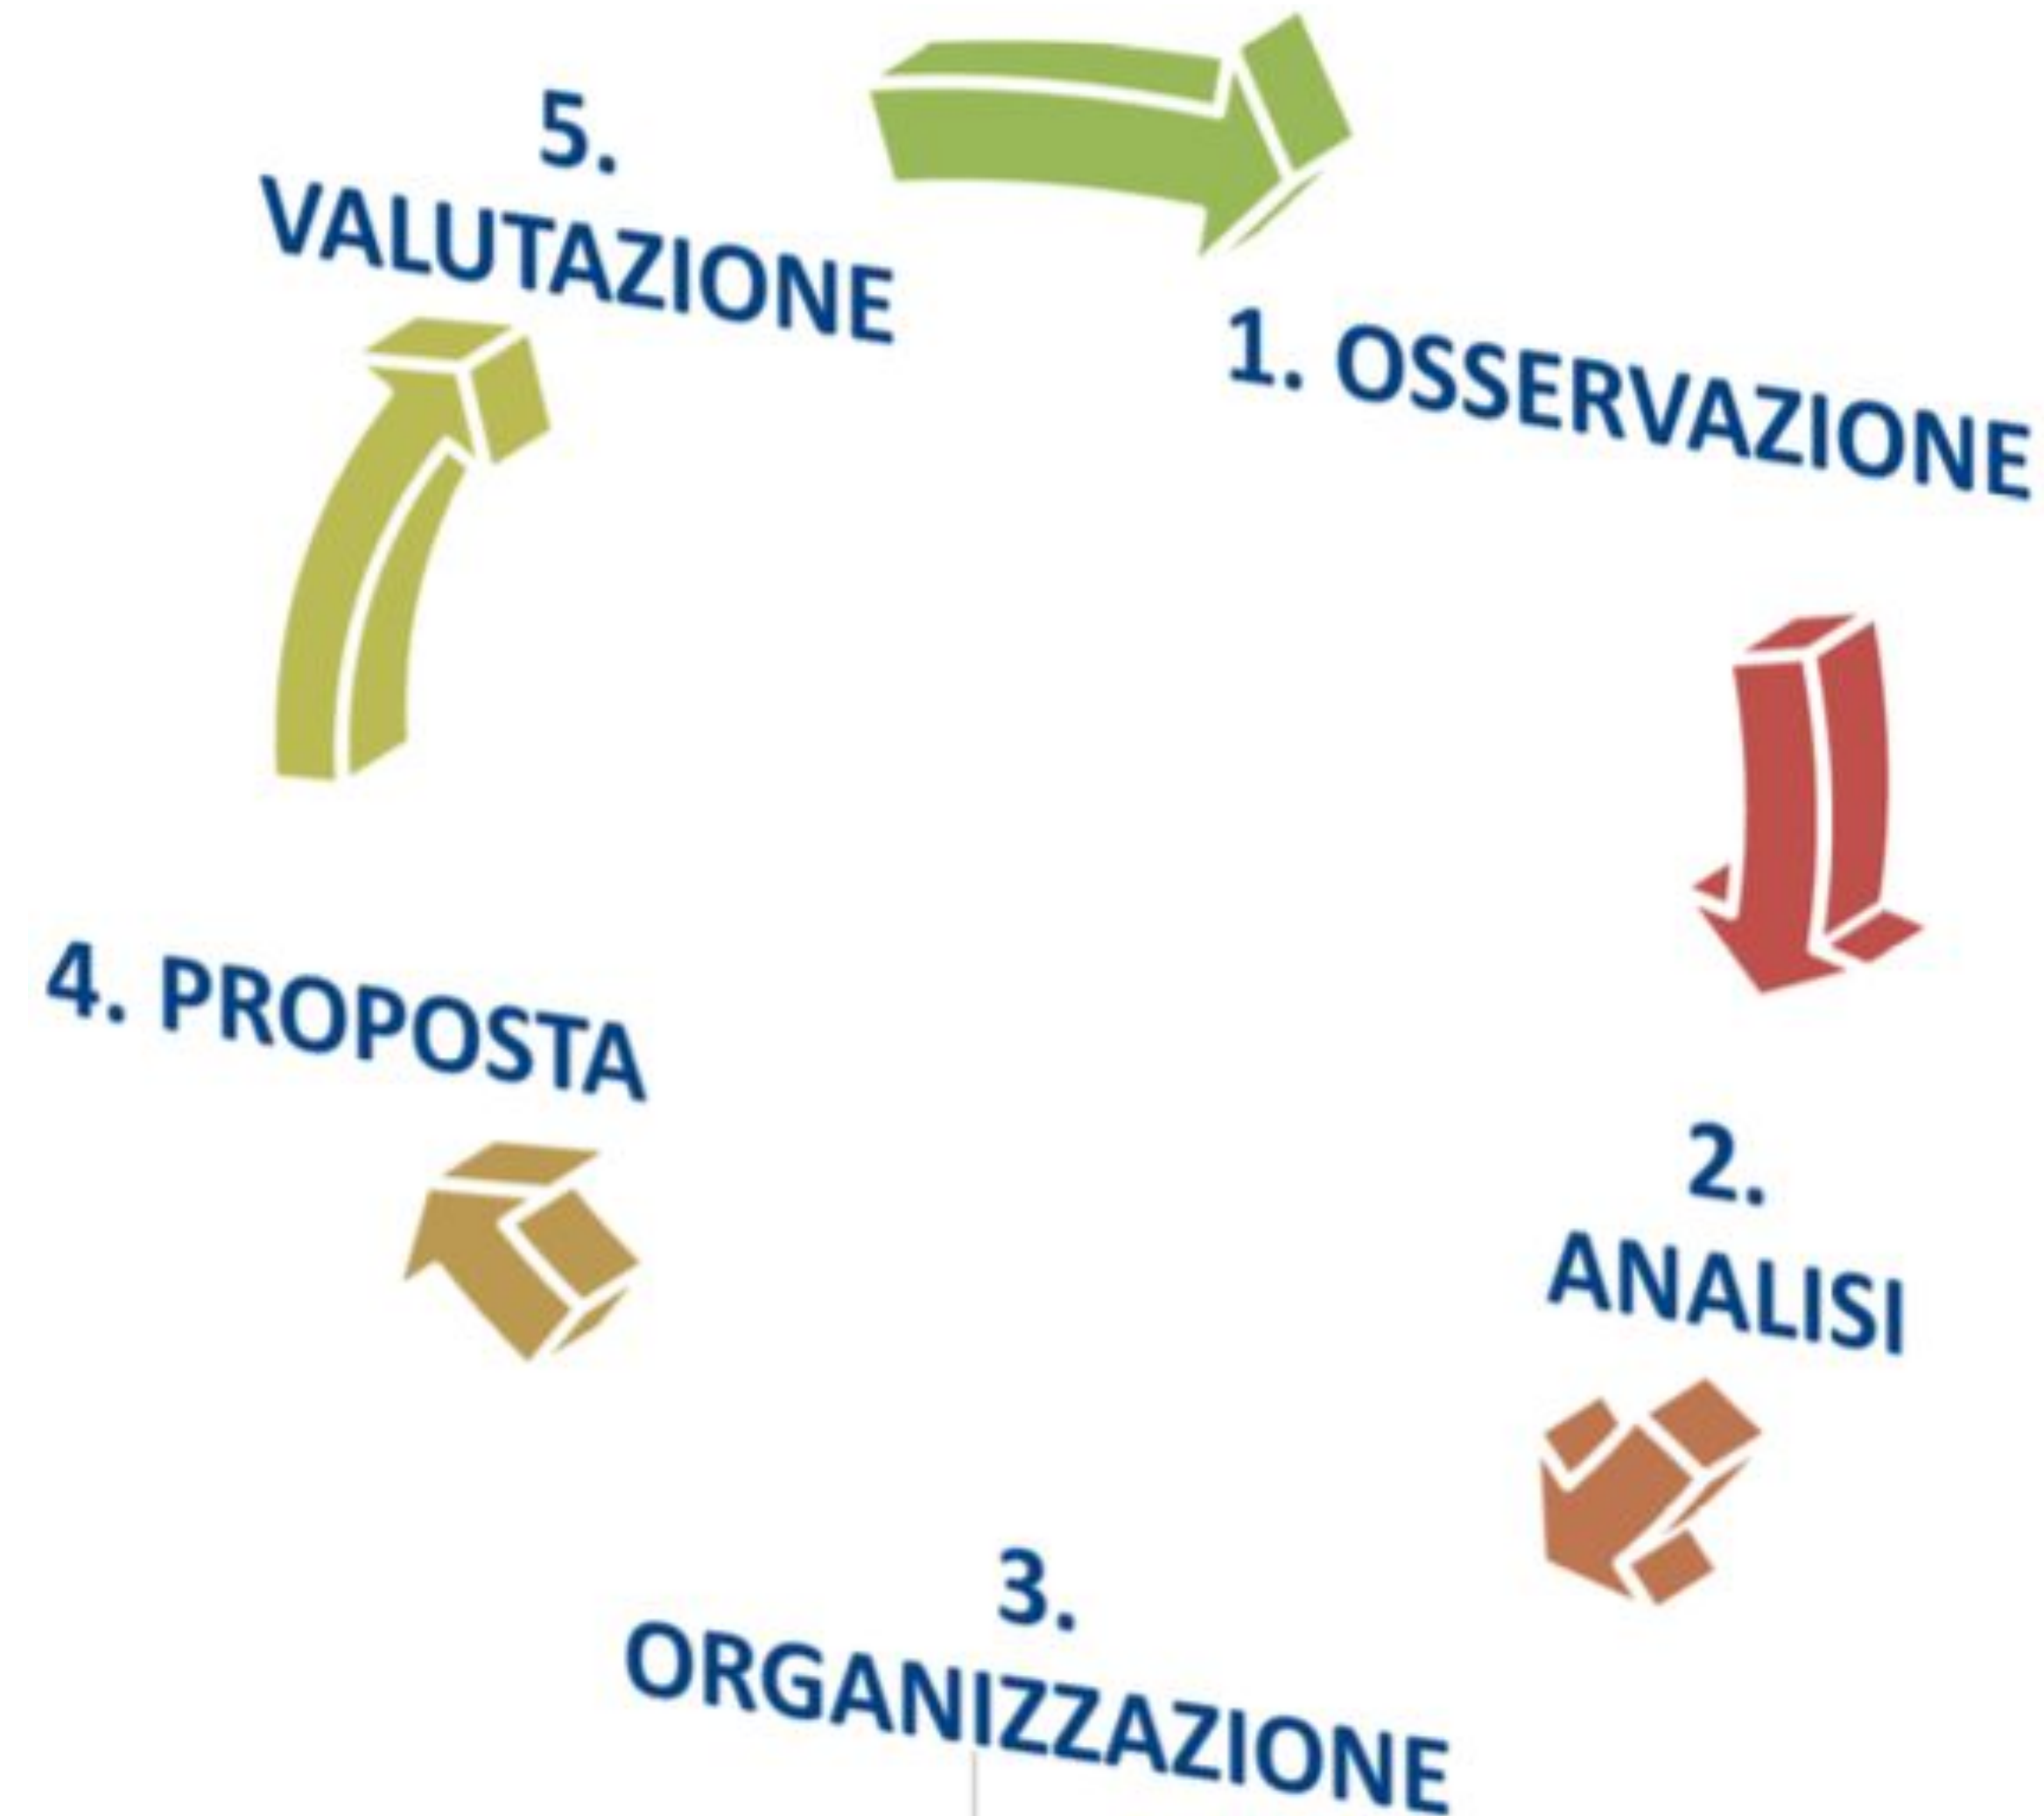 5.
VALUTAZIONE
1. OSSERVAZIONE
4. PROPOSTA
2.
ANALISI
3.
ORGANIZZAZIONE